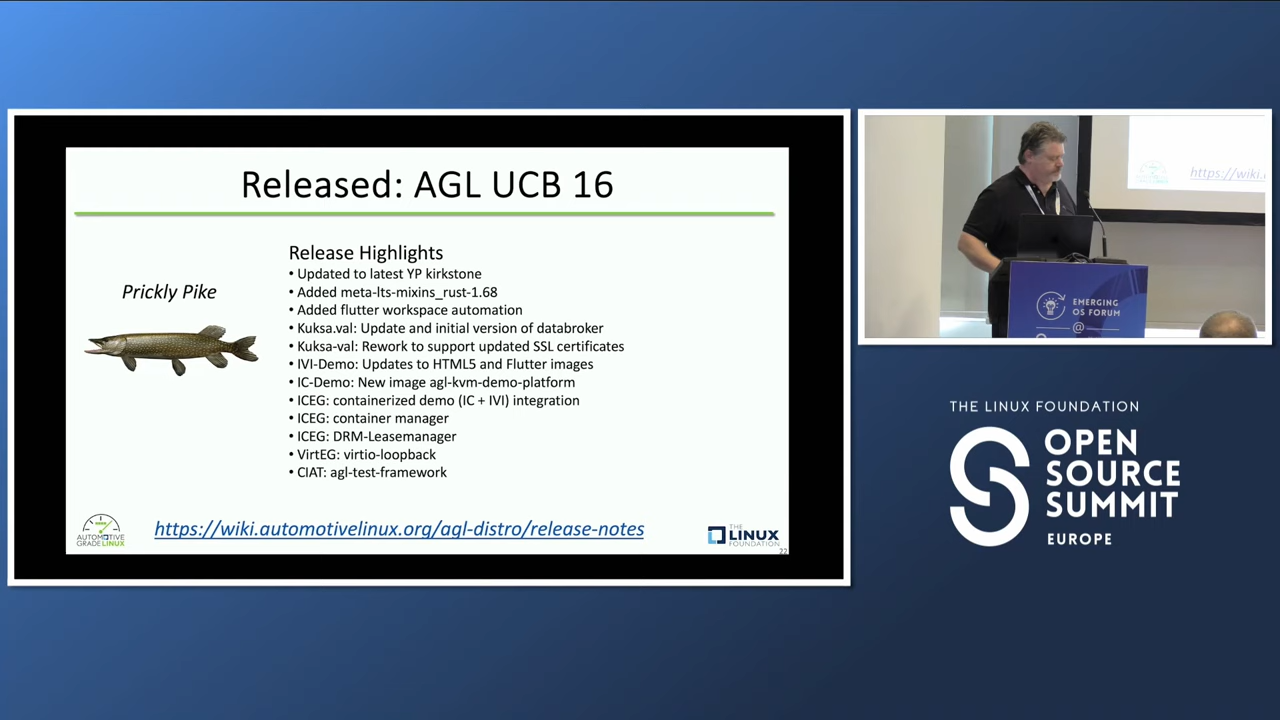 Released: AGL UCB 16
Prickly Pike
Release Highlights
• Updated to latest YP kirkstone
• Added meta-lts-mixins_rust-1.68
• Added flutter workspace automation
• Kuksa.val: Update and initial version of databroker
• Kuksa-val: Rework to support updated SSL certificates
• IVI-Demo: Updates to HTML5 and Flutter images
• IC-Demo: New image agl-kvm-demo-platform
• ICEG: containerized demo (IC + IVI) integration
• ICEG: container manager
• ICEG: DRM-Leasemanager
• VirtEG: virtio-loopback
• CIAT: agl-test-framework
AUTOMOTIVE
GRADE LINUX
https://wiki.automotivelinux.org/agl-distro/release-notes
THE
LINUX
FOUNDATION
22
https://wiki.
EMERGING
OS FORUM
@
THE LINUX FOUNDATION
OPEN
SOURCE
SUMMIT
EUROPE